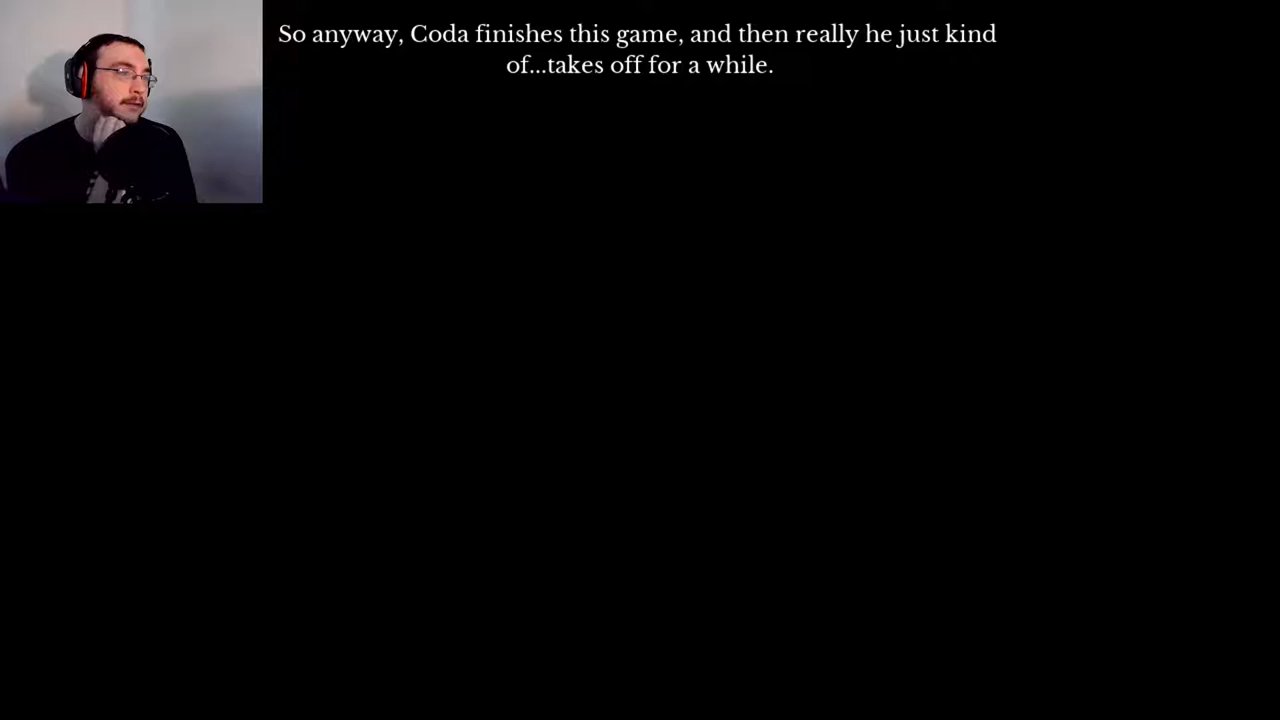 So anyway, Coda finishes this game, and then really he just kind
of...takes off for a while.